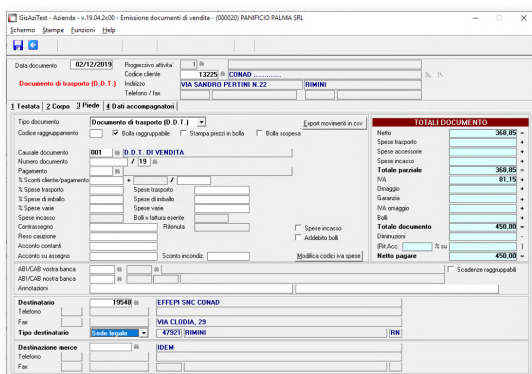 GisAziTest - Azienda - v.19.04.2c00 - Emissione documenti di vendita - (000020) PANIFICIO PALMA SRL
Schermo Stampe Funzioni Help
Data documento 02/12/2019 Progressivo attivita' 1
Codice cliente 13225 CONAD ..............
Documento di trasporto (D.D.T.) Indirizzo VIA SANDRO PERTINI N.22 RIMINI
Telefono / fax
1 Testata 2 Corpo 3 Piede 4 Dati accompagnatori
Tipo documento Documento di trasporto (D.D.T.) Export movimenti in csv
Codice raggruppamento Bolla raggruppabile Stampa prezzi in bolla Bolla sospesa
Causale documento 001 D.D.T. DI VENDITA
Numero documento / 19
Pagamento
% Sconti cliente/pagamento + /
% Spese trasporto Spese trasporto
% Spese di imballo Spese di imballo
% Spese varie Spese varie
Spese incasso Bolli x fattura esente
Contrassegno Ritenuta Spese incasso
Reso cauzione Addebito bolli
Acconto contanti
Acconto su assegno Sconto incondiz. Modifica codici iva spese
TOTALI DOCUMENTO
Netto 368,85 =
Spese trasporto +
Spese accessorie +
Spese incasso +
Totale parziale 368,85 =
IVA 81,15 +
Omaggio +
Garanzia +
IVA omaggio +
Bolli +
Totale documento 450,00 =
Diminuzioni -
(Rit.Acc. % su )
Netto pagare 450,00 =
ABI/CAB vostra banca Scadenze raggruppabili
ABI/CAB nostra banca
Annotazioni
Destinatario 19548 EFFEPI SNC CONAD
Telefono
Fax VIA CLODIA, 29
Tipo destinatario Sede legale 47921 RIMINI RN
Destinazione merce IDEM
Telefono
Fax